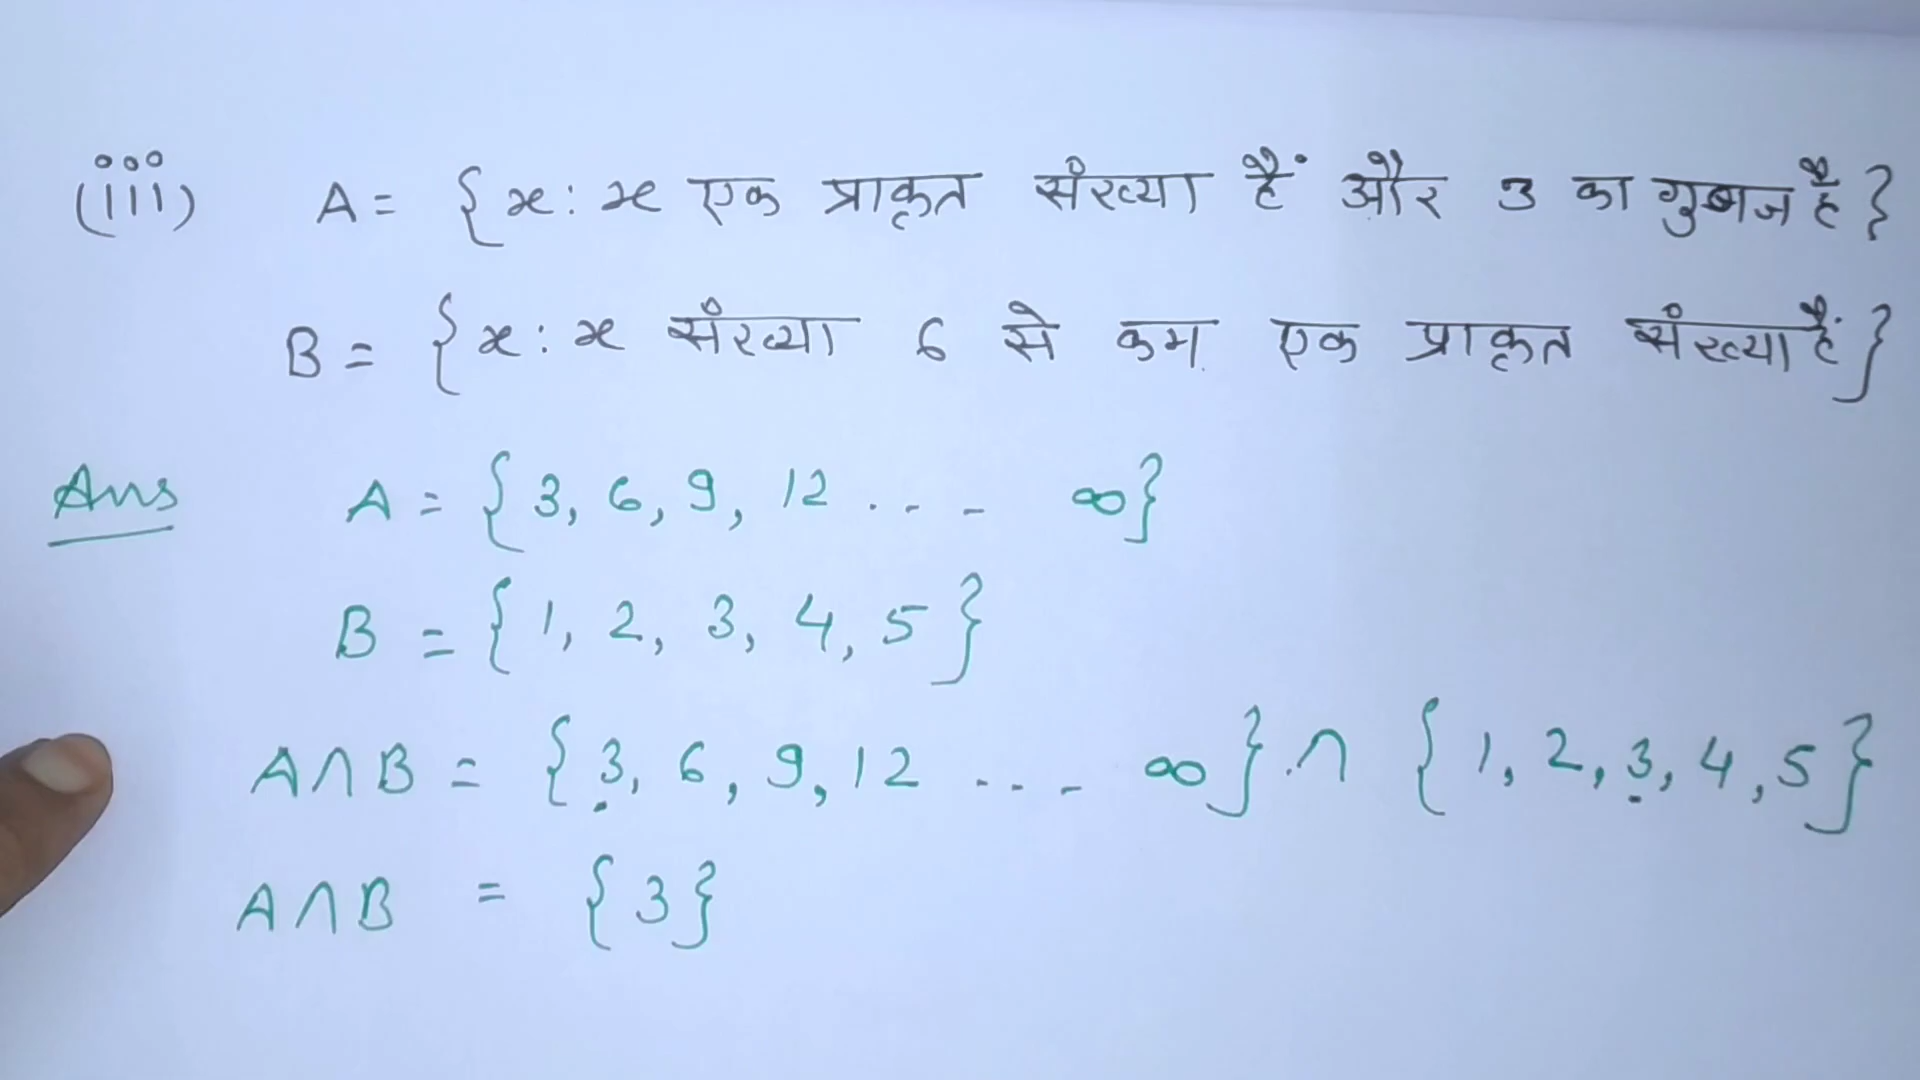 (iii) A = {x : x एक प्राकृत संख्या हैं और 3 का गुणज है}
B = {x : x संख्या 6 से कम एक प्राकृत संख्या हैं}
Ans A = {3, 6, 9, 12 ... ∞}
B = {1, 2, 3, 4, 5}
A∩B = {3, 6, 9, 12 ... ∞} ∩ {1, 2, 3, 4, 5}
A∩B = {3}